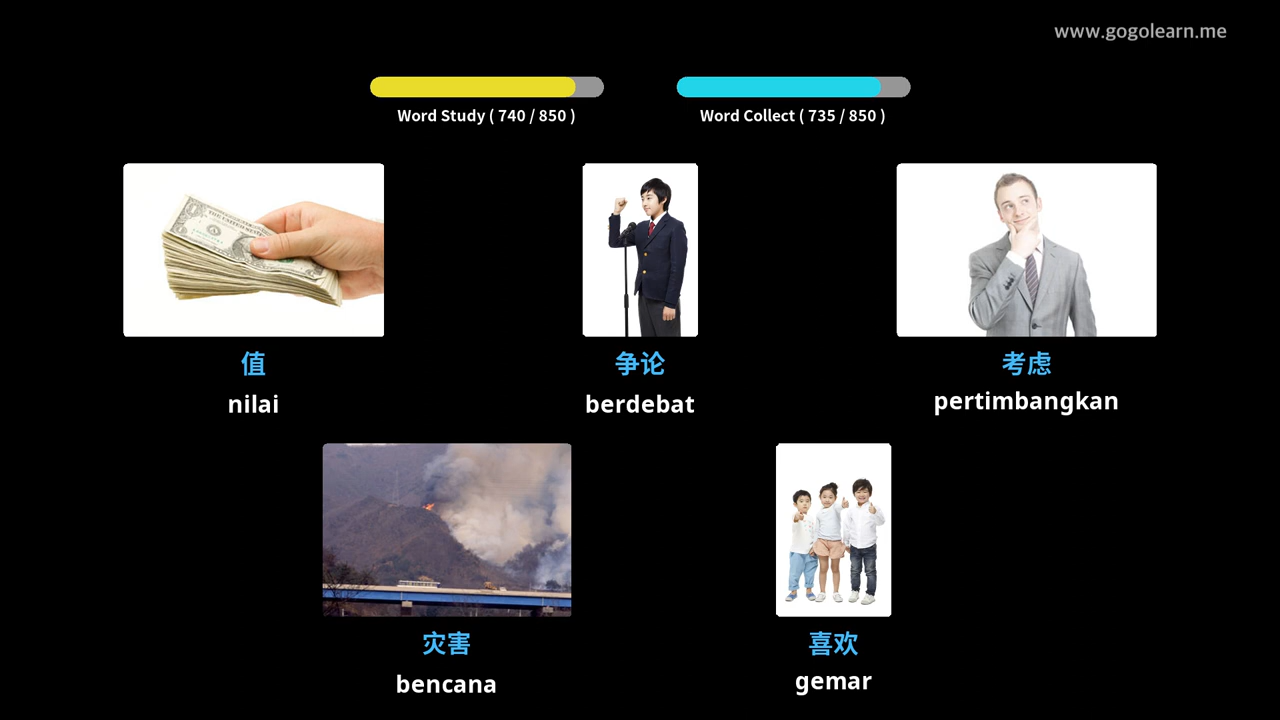 www.gogolearn.me
Word Study ( 740 / 850 )
Word Collect ( 735 / 850 )
值
nilai
争论
berdebat
考虑
pertimbangkan
灾害
bencana
喜欢
gemar